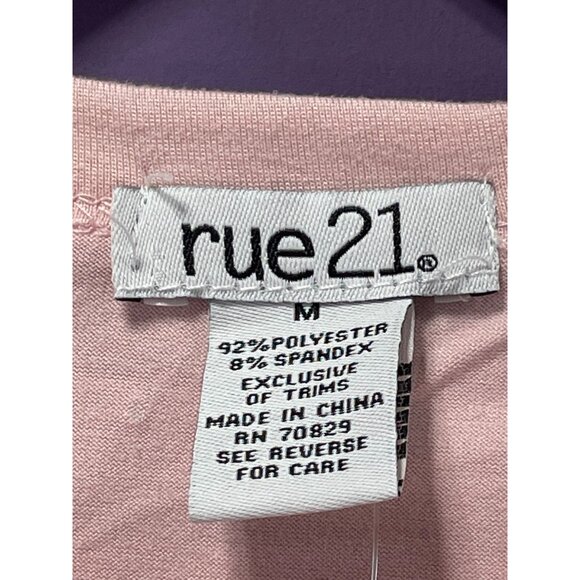 rue21®
M
92% POLYESTER
8% SPANDEX
EXCLUSIVE
OF TRIMS
MADE IN CHINA
RN 70829
SEE REVERSE
FOR CARE